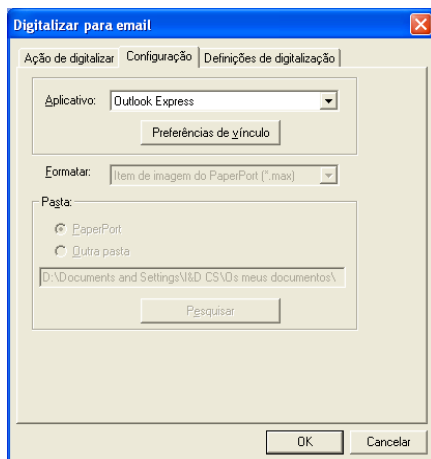 Digitalizar para email
Ação de digitalizar Configuração Definições de digitalização
Aplicativo: Outlook Express
Preferências de vínculo
Formatar: Item de imagem do PaperPort (*.max)
Pasta:
PaperPort
Outra pasta
D:\Documents and Settings\I&D CS\Os meus documentos\
Pesquisar
OK Cancelar